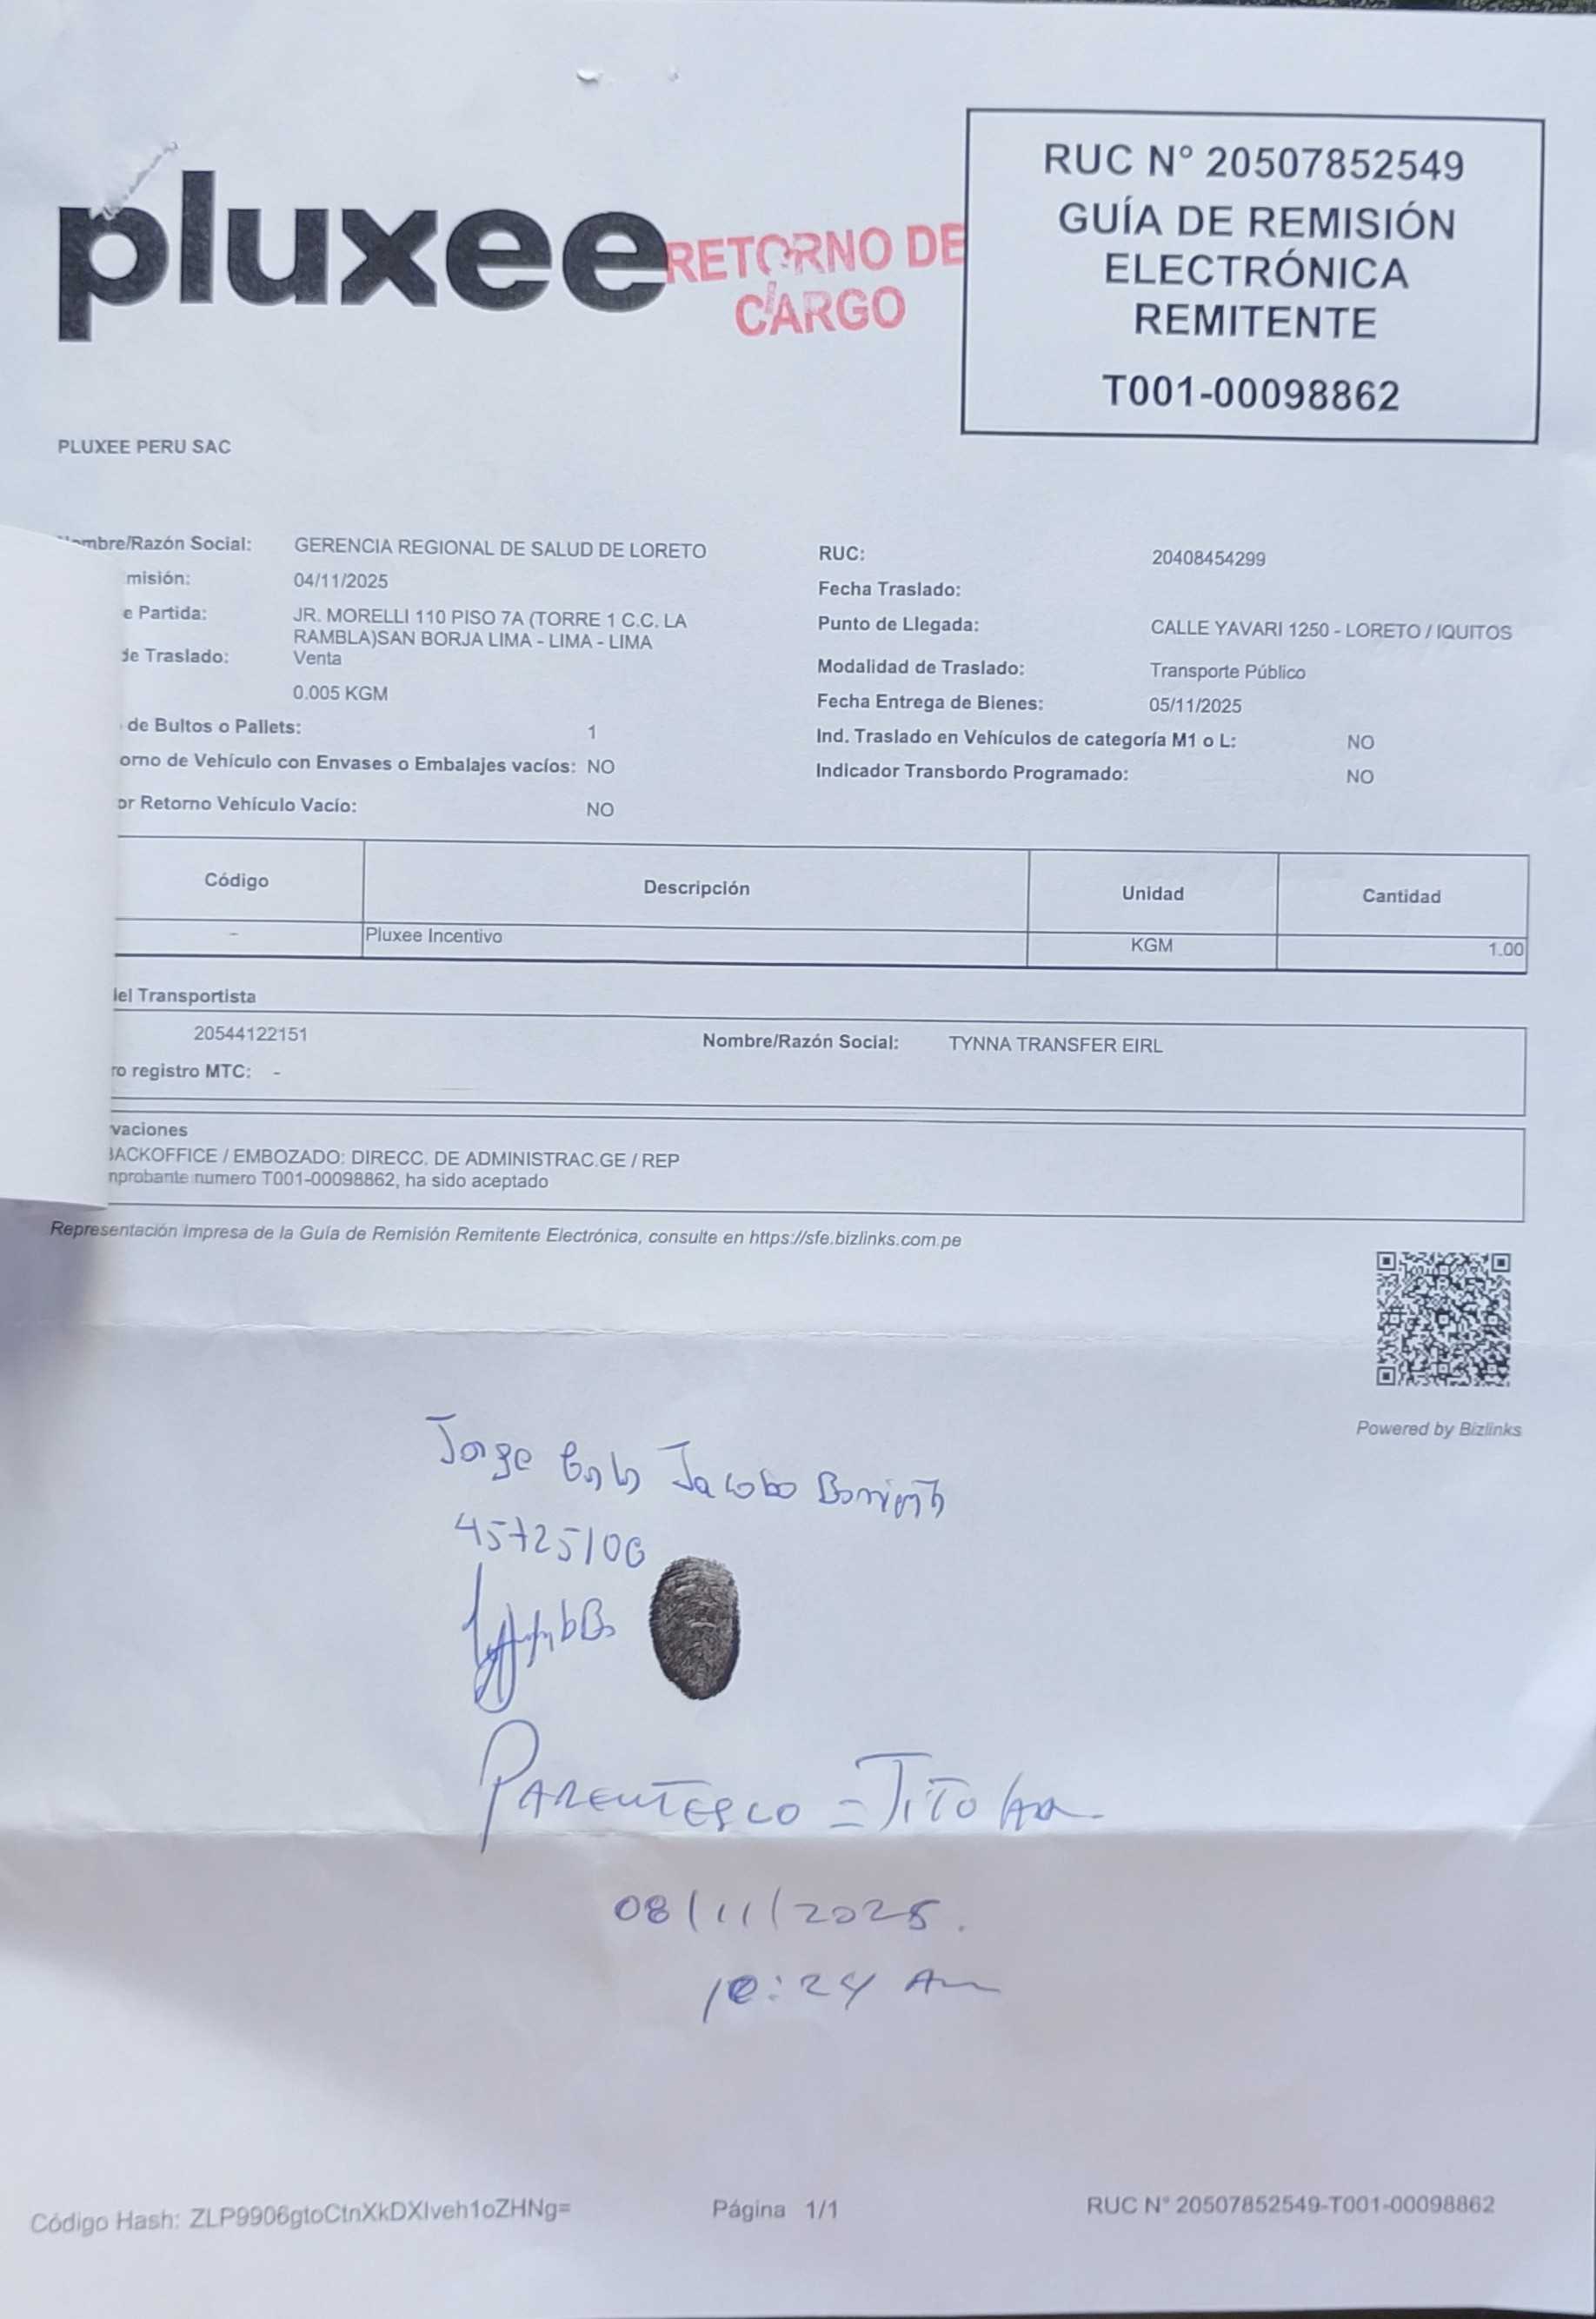 pluxee
RETORNO DE
CARGO
RUC N° 20507852549
GUÍA DE REMISIÓN
ELECTRÓNICA
REMITENTE
T001-00098862
PLUXEE PERU SAC
mbre/Razón Social: GERENCIA REGIONAL DE SALUD DE LORETO RUC: 20408454299
misión: 04/11/2025 Fecha Traslado:
e Partida: JR. MORELLI 110 PISO 7A (TORRE 1 C.C. LA
RAMBLA)SAN BORJA LIMA - LIMA - LIMA
Punto de Llegada: CALLE YAVARI 1250 - LORETO / IQUITOS
de Traslado: Venta Modalidad de Traslado: Transporte Público
0.005 KGM Fecha Entrega de Bienes: 05/11/2025
de Bultos o Pallets: 1 Ind. Traslado en Vehículos de categoría M1 o L: NO
orno de Vehículo con Envases o Embalajes vacíos: NO Indicador Transbordo Programado: NO
or Retorno Vehículo Vacío: NO
Código Descripción Unidad Cantidad
- Pluxee Incentivo KGM 1.00
del Transportista
20544122151 Nombre/Razón Social: TYNNA TRANSFER EIRL
ro registro MTC: -
vaciones
BACKOFFICE / EMBOZADO: DIRECC. DE ADMINISTRAC.GE / REP
mprobante numero T001-00098862, ha sido aceptado
Representación Impresa de la Guía de Remisión Remitente Electrónica, consulte en https://sfe.bizlinks.com.pe
Powered by Bizlinks
Jorge Jacobo
45725106
PARENTESCO = TITULAR
08/11/2025.
10:24 Am
Código Hash: ZLP9906gtoCtnXkDXIveh1oZHNg= Página 1/1 RUC N° 20507852549-T001-00098862